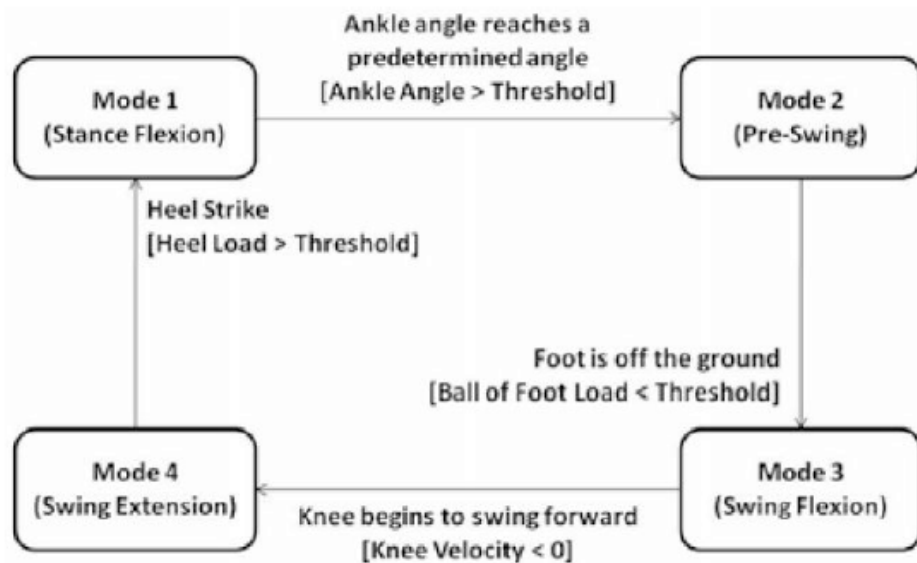 Ankle angle reaches a
predetermined angle
[Ankle Angle > Threshold]
Mode 1
(Stance Flexion)
Mode 2
(Pre-Swing)
Heel Strike
[Heel Load > Threshold]
Foot is off the ground
[Ball of Foot Load < Threshold]
Mode 4
(Swing Extension)
Mode 3
(Swing Flexion)
Knee begins to swing forward
[Knee Velocity < 0]